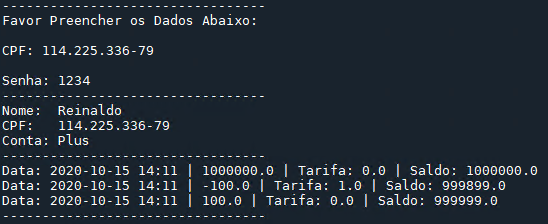 ---------------------------------
Favor Preencher os Dados Abaixo:
CPF: 114.225.336-79
Senha: 1234
---------------------------------
Nome:  Reinaldo
CPF:   114.225.336-79
Conta: Plus
---------------------------------
Data: 2020-10-15 14:11 | 1000000.0 | Tarifa: 0.0 | Saldo: 1000000.0
Data: 2020-10-15 14:11 | -100.0 | Tarifa: 1.0 | Saldo: 999899.0
Data: 2020-10-15 14:11 | 100.0 | Tarifa: 0.0 | Saldo: 999999.0
---------------------------------